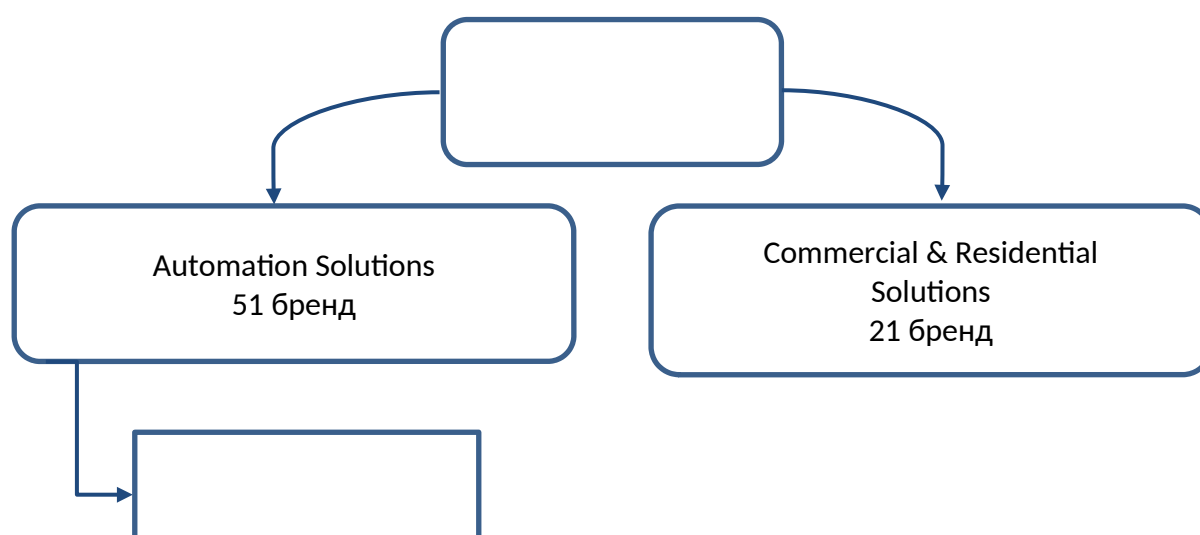 Automation Solutions
51 бренд
Commercial & Residential
Solutions
21 бренд